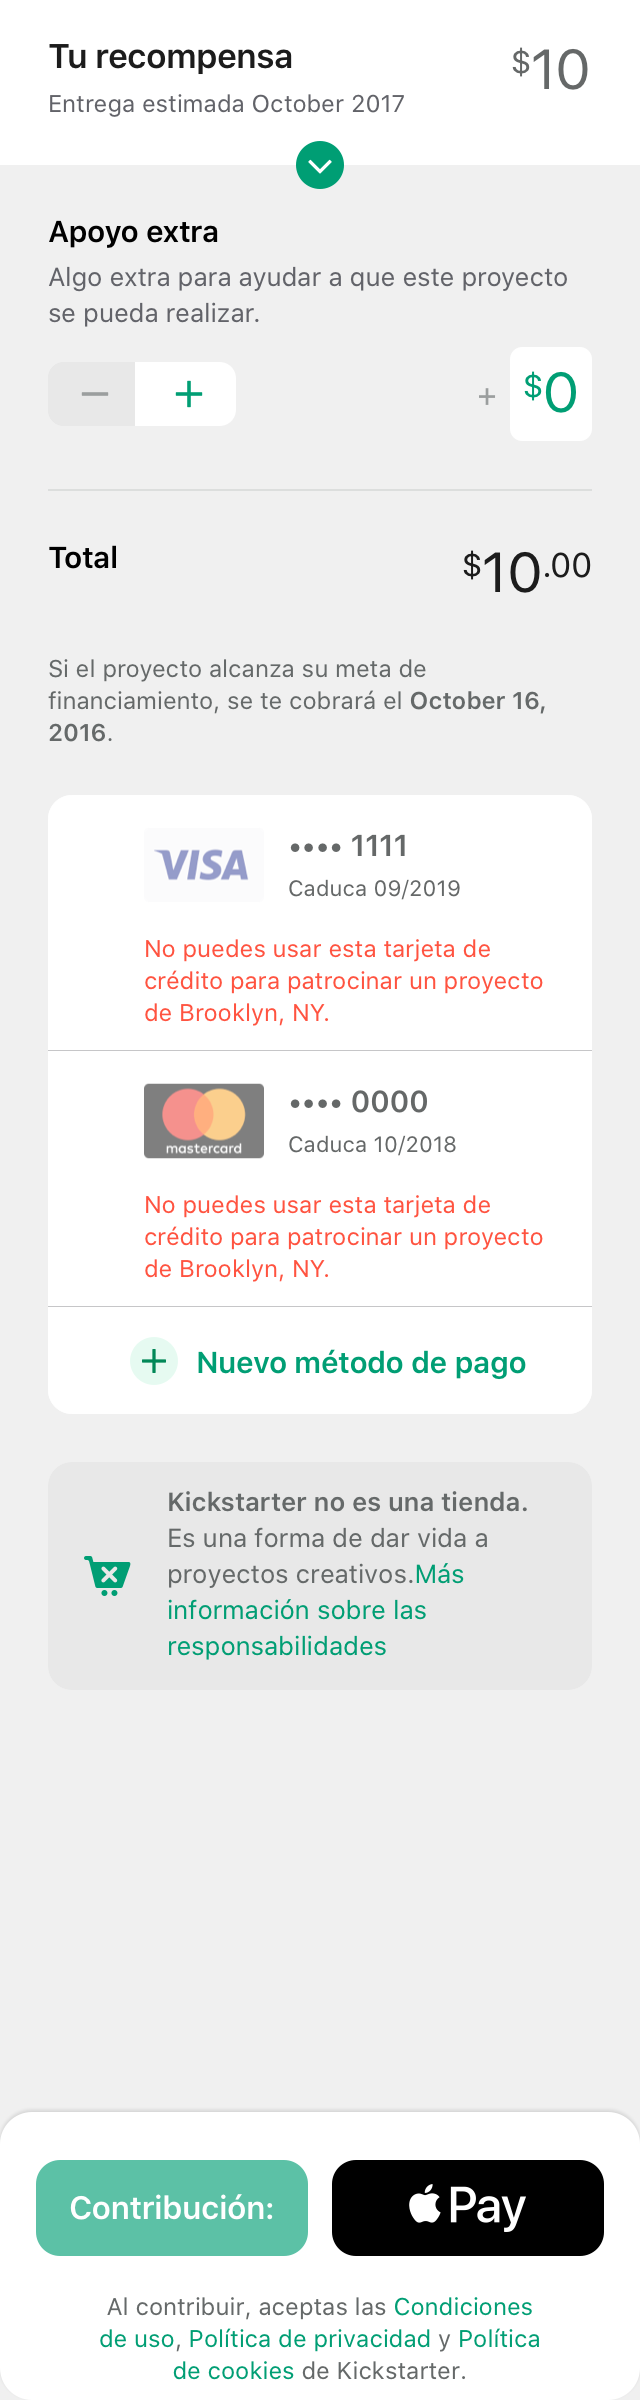 Tu recompensa
$10
Entrega estimada October 2017
Apoyo extra
Algo extra para ayudar a que este proyecto
se pueda realizar.
− +
+ $0
Total
$10.00
Si el proyecto alcanza su meta de
financiamiento, se te cobrará el October 16,
2016.
VISA
•••• 1111
Caduca 09/2019
No puedes usar esta tarjeta de
crédito para patrocinar un proyecto
de Brooklyn, NY.
mastercard
•••• 0000
Caduca 10/2018
No puedes usar esta tarjeta de
crédito para patrocinar un proyecto
de Brooklyn, NY.
+ Nuevo método de pago
Kickstarter no es una tienda.
Es una forma de dar vida a
proyectos creativos.Más
información sobre las
responsabilidades
Contribución:
Pay
Al contribuir, aceptas las Condiciones
de uso, Política de privacidad y Política
de cookies de Kickstarter.